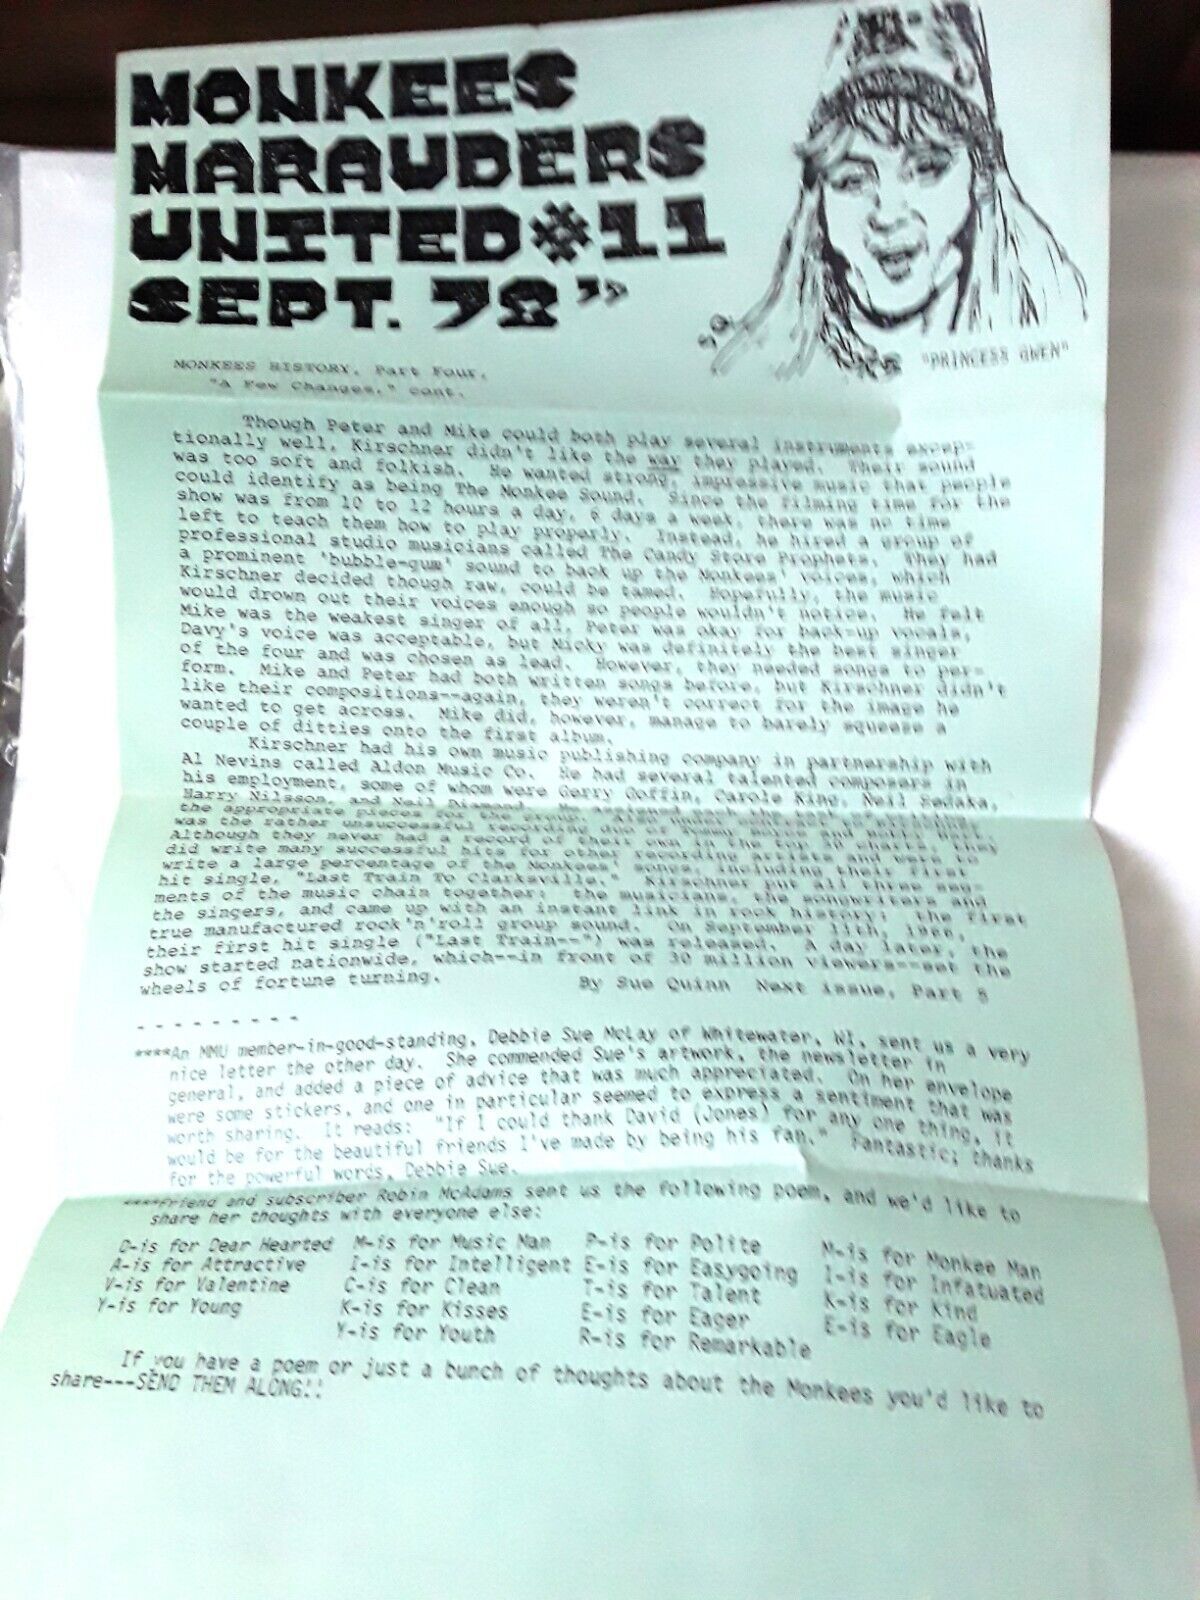 MONKEES
MARAUDERS
UNITED#11
SEPT. 78"
S.Q.
"PRINCESS GWEN"
MONKEES HISTORY, Part Four,
"A Few Changes," cont.
Though Peter and Mike could both play several instruments excep-
tionally well, Kirschner didn't like the way they played. Their sound
was too soft and folkish. He wanted strong, impressive music that people
could identify as being The Monkee Sound. Since the filming time for the
show was from 10 to 12 hours a day, 6 days a week, there was no time
left to teach them how to play properly. Instead, he hired a group of
professional studio musicians called The Candy Store Prophets. They had
a prominent 'bubble-gum' sound to back up the Monkees' voices, which
Kirschner decided though raw, could be tamed. Hopefully, the music
would drown out their voices enough so people wouldn't notice. He felt
Mike was the weakest singer of all, Peter was okay for back-up vocals,
Davy's voice was acceptable, but Micky was definitely the best singer
of the four and was chosen as lead. However, they needed songs to per-
form. Mike and Peter had both written songs before, but Kirschner didn't
like their compositions--again, they weren't correct for the image he
wanted to get across. Mike did, however, manage to barely squeeze a
couple of ditties onto the first album.
Kirschner had his own music publishing company in partnership with
Al Nevins called Aldon Music Co. He had several talented composers in
his employment, some of whom were Gerry Goffin, Carole King, Neil Sedaka,
Harry Nilsson, and Neil Diamond. He assigned them the task of writing
the appropriate pieces for the group. Also under contract to Kirschner
was the rather unsuccessful recording duo of Tommy Boyce and Bobby Hart.
Although they never had a record of their own in the top 30 charts, they
did write many successful hits for other recording artists and were to
write a large percentage of the Monkees' songs, including their first
hit single, "Last Train To Clarksville." Kirschner put all three seg-
ments of the music chain together: the musicians, the songwriters and
the singers, and came up with an instant link in rock history: the first
true manufactured rock'n'roll group sound. On September 11th, 1966,
their first hit single ("Last Train--") was released. A day later, the
show started nationwide, which--in front of 30 million viewers--set the
wheels of fortune turning. By Sue Quinn Next issue, Part 5
- - - - - - - - -
****An MMU member-in-good-standing, Debbie Sue McLay of Whitewater, WI, sent us a very
nice letter the other day. She commended Sue's artwork, the newsletter in
general, and added a piece of advice that was much appreciated. On her envelope
were some stickers, and one in particular seemed to express a sentiment that was
worth sharing. It reads: "If I could thank David (Jones) for any one thing, it
would be for the beautiful friends I've made by being his fan." Fantastic; thanks
for the powerful words, Debbie Sue.
****Friend and subscriber Robin McAdams sent us the following poem, and we'd like to
share her thoughts with everyone else:
D-is for Dear Hearted M-is for Music Man P-is for Polite M-is for Monkee Man
A-is for Attractive I-is for Intelligent E-is for Easygoing I-is for Infatuated
V-is for Valentine C-is for Clean T-is for Talent K-is for Kind
Y-is for Young K-is for Kisses E-is for Eager E-is for Eagle
Y-is for Youth R-is for Remarkable
If you have a poem or just a bunch of thoughts about the Monkees you'd like to
share---SEND THEM ALONG!!